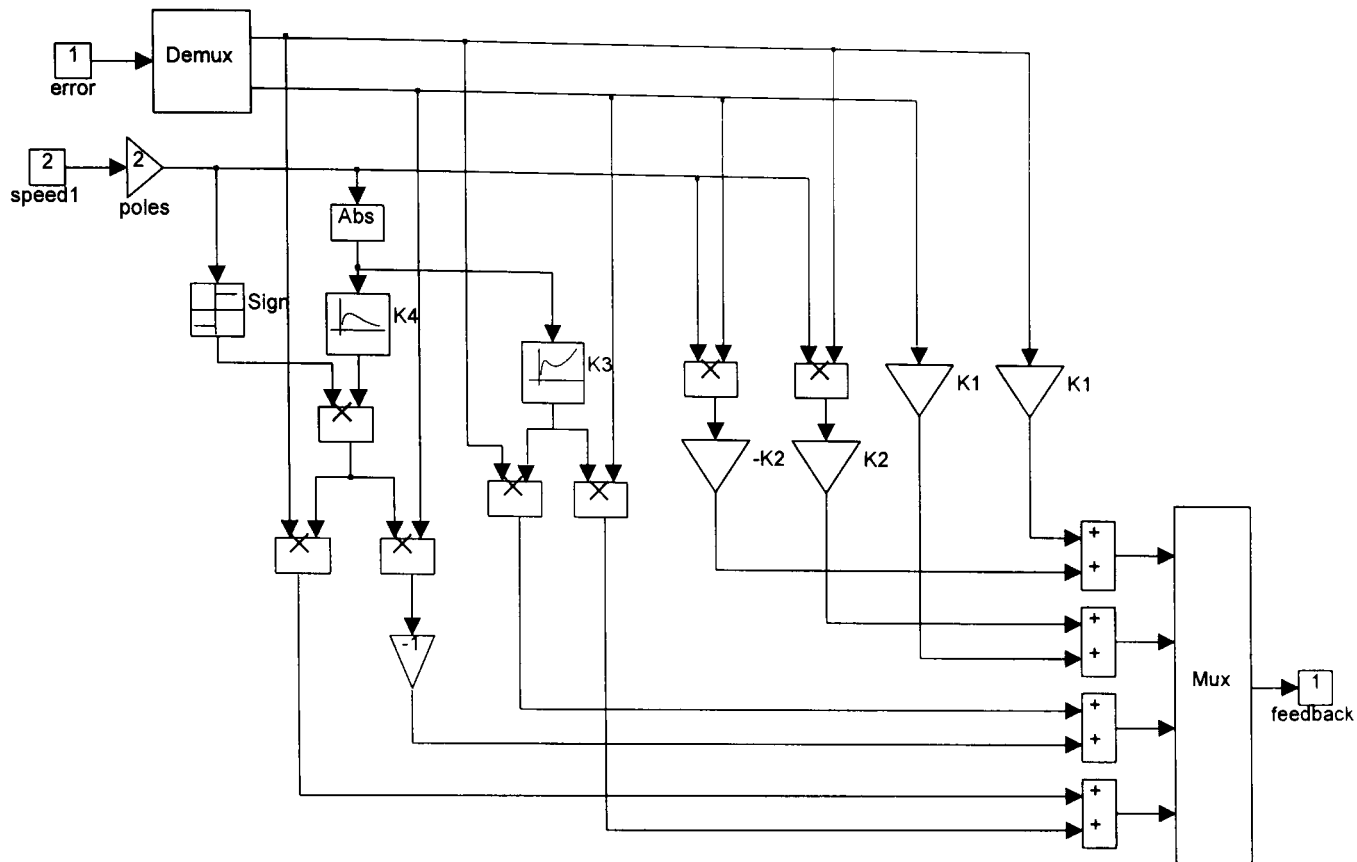 1
Demux
error
2
2
speed1
poles
Abs
Sign
K4
K3
K1
K1
-K2
K2
+
+
-1
+
+
Mux
1
feedback
+
+
+
+